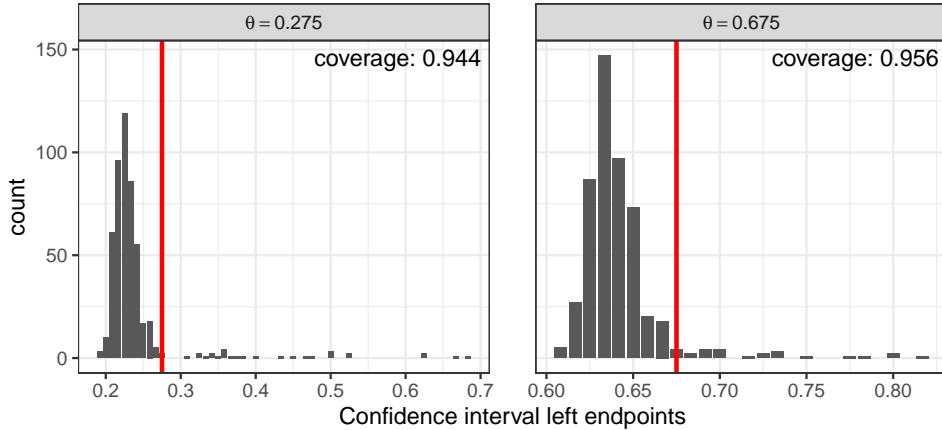 θ = 0.275
θ = 0.675
coverage: 0.944
coverage: 0.956
150
100
50
0
count
0.2 0.3 0.4 0.5 0.6 0.7
0.60 0.65 0.70 0.75 0.80
Confidence interval left endpoints